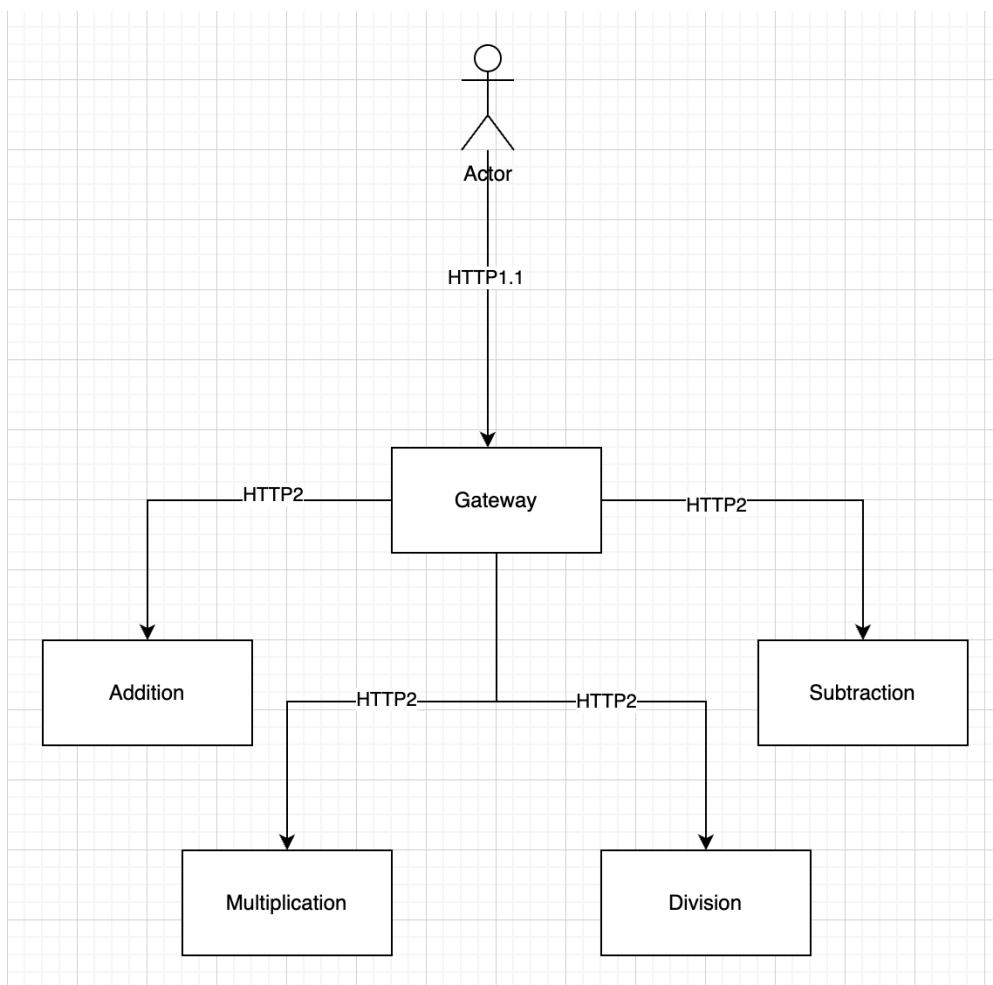 Actor
HTTP1.1
Gateway
HTTP2
HTTP2
Addition
Subtraction
HTTP2
HTTP2
Multiplication
Division